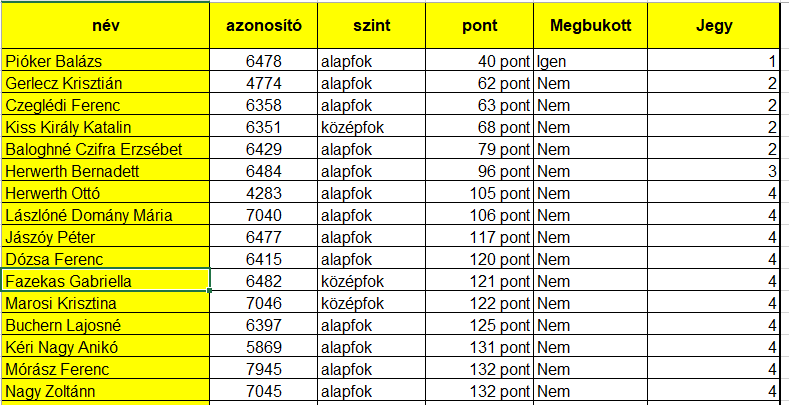 név azonosító szint pont Megbukott Jegy
Pióker Balázs 6478 alapfok 40 pont Igen 1
Gerlecz Krisztián 4774 alapfok 62 pont Nem 2
Czeglédi Ferenc 6358 alapfok 63 pont Nem 2
Kiss Király Katalin 6351 középfok 68 pont Nem 2
Baloghné Czifra Erzsébet 6429 alapfok 79 pont Nem 2
Herwerth Bernadett 6484 alapfok 96 pont Nem 3
Herwerth Ottó 4283 alapfok 105 pont Nem 4
Lászlóné Domány Mária 7040 alapfok 106 pont Nem 4
Jászóy Péter 6477 alapfok 117 pont Nem 4
Dózsa Ferenc 6415 alapfok 120 pont Nem 4
Fazekas Gabriella 6482 középfok 121 pont Nem 4
Marosi Krisztina 7046 középfok 122 pont Nem 4
Buchern Lajosné 6397 alapfok 125 pont Nem 4
Kéri Nagy Anikó 5869 alapfok 131 pont Nem 4
Mórász Ferenc 7945 alapfok 132 pont Nem 4
Nagy Zoltánn 7045 alapfok 132 pont Nem 4